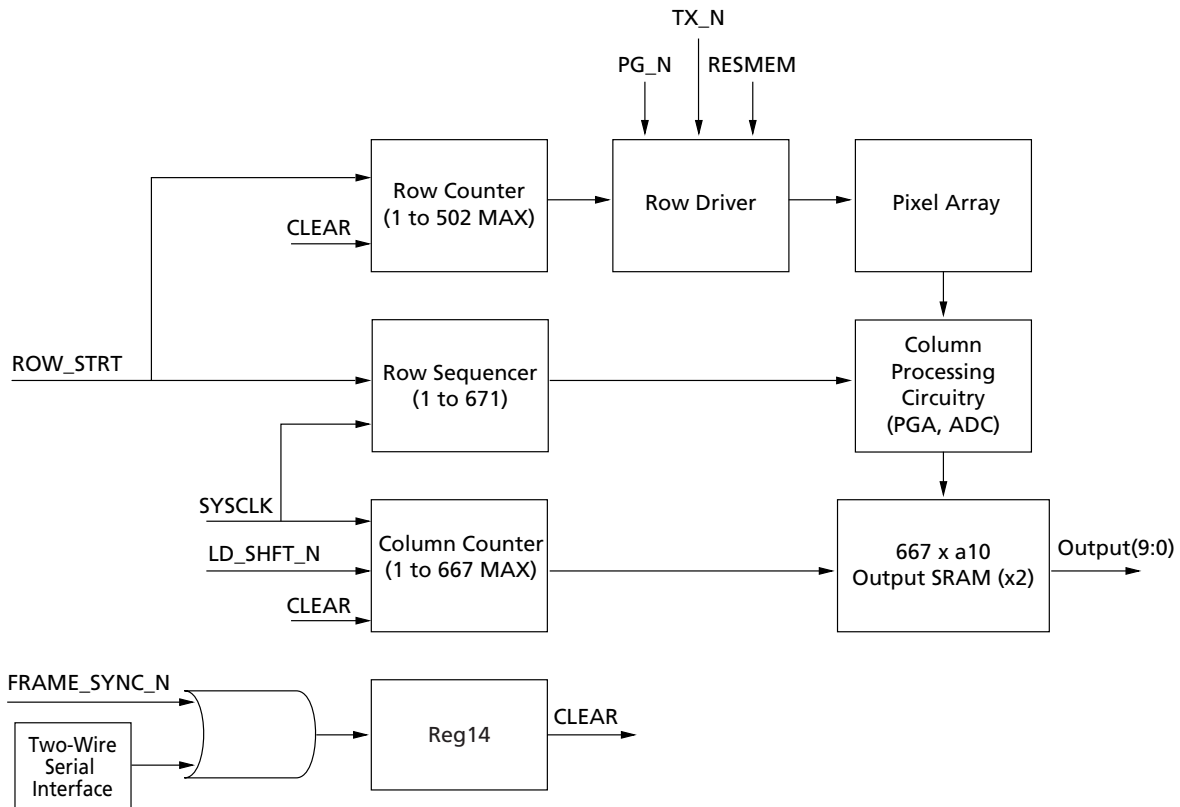 TX_N
PG_N
RESMEM
Row Counter
(1 to 502 MAX)
Row Driver
Pixel Array
CLEAR
ROW_STRT
Row Sequencer
(1 to 671)
Column
Processing
Circuitry
(PGA, ADC)
SYSCLK
LD_SHFT_N
Column Counter
(1 to 667 MAX)
CLEAR
667 x a10
Output SRAM (x2)
Output(9:0)
FRAME_SYNC_N
Two-Wire
Serial
Interface
Reg14
CLEAR